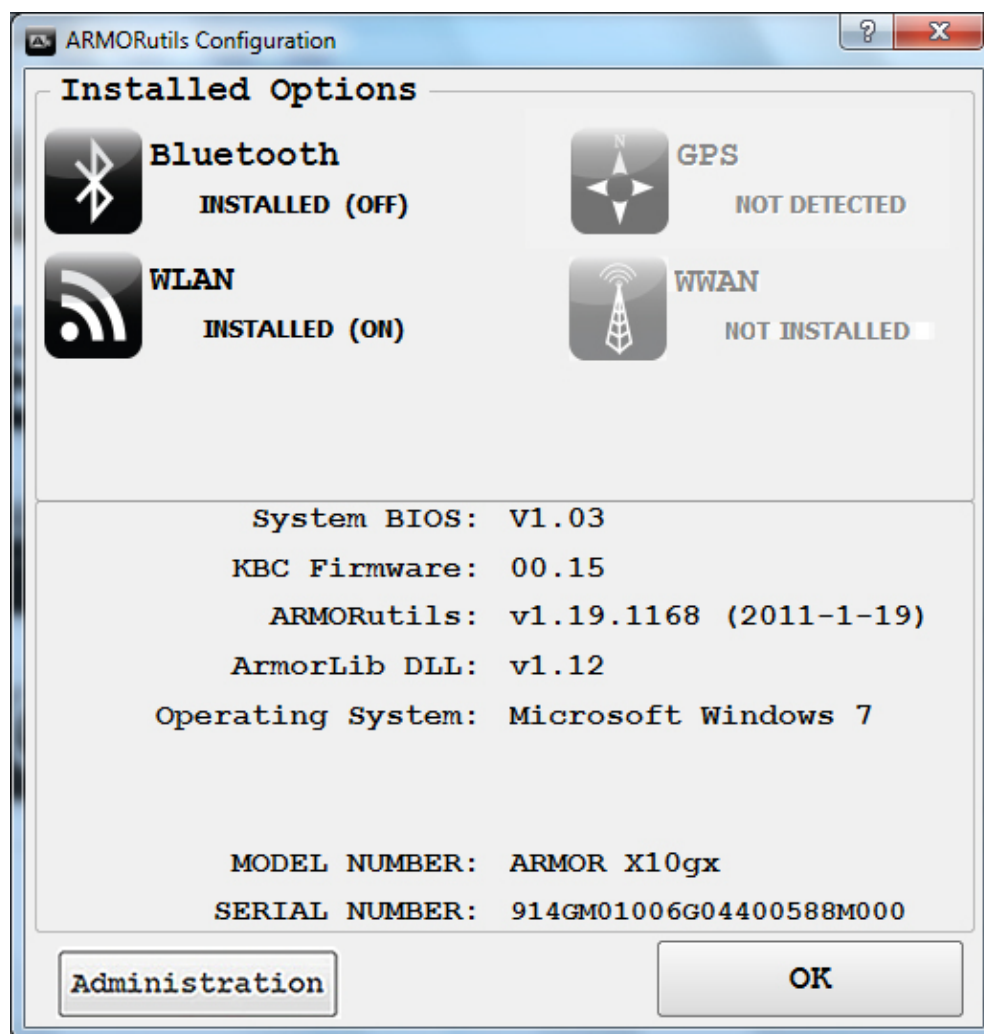 ARMORutils Configuration
Installed Options
Bluetooth
INSTALLED (OFF)
N
GPS
NOT DETECTED
WLAN
INSTALLED (ON)
WWAN
NOT INSTALLED
System BIOS: V1.03
KBC Firmware: 00.15
ARMORutils: v1.19.1168 (2011-1-19)
ArmorLib DLL: v1.12
Operating System: Microsoft Windows 7
MODEL NUMBER: ARMOR X10gx
SERIAL NUMBER: 914GM01006G04400588M000
Administration
OK